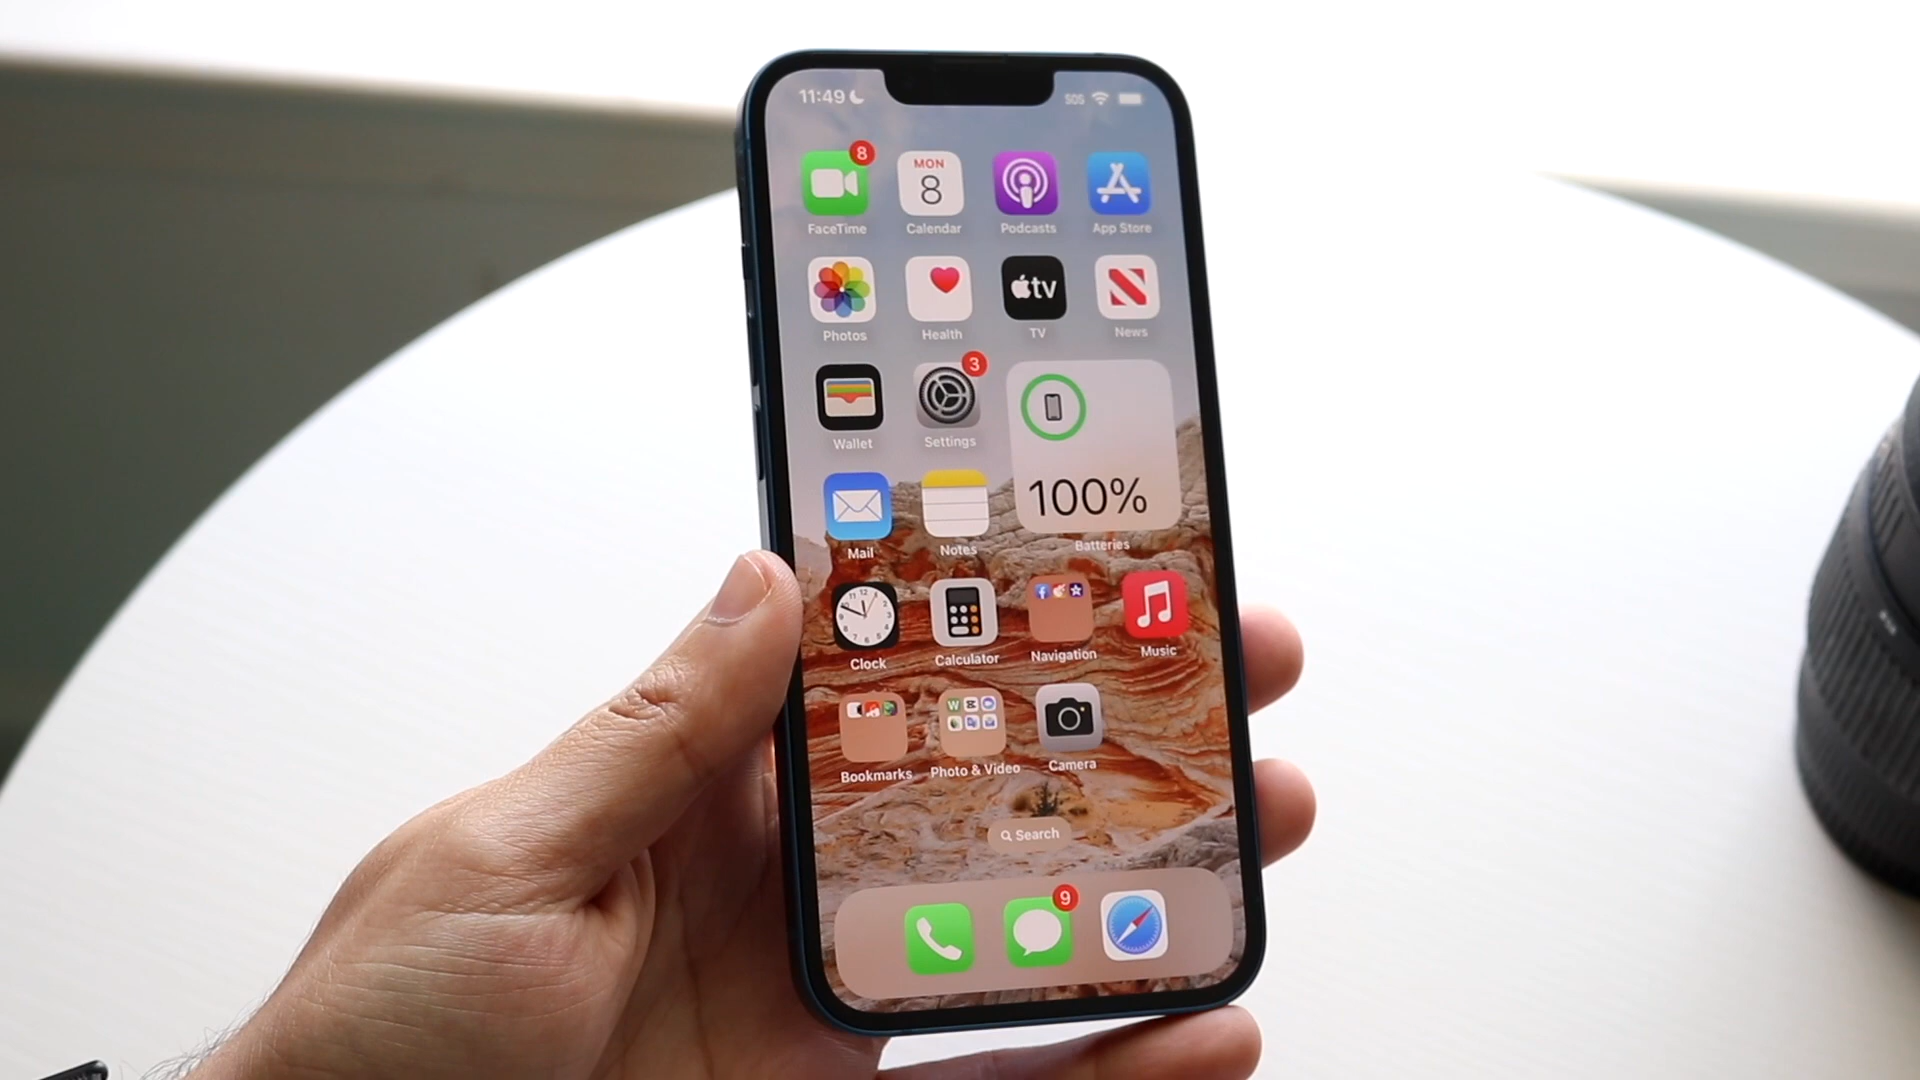 11:49 SOS
8
MON
8
FaceTime Calendar Podcasts App Store
tv
Photos Health TV News
3
Wallet Settings
100%
Mail Notes Batteries
Clock Calculator Navigation Music
W
Bookmarks Photo & Video Camera
Search
9